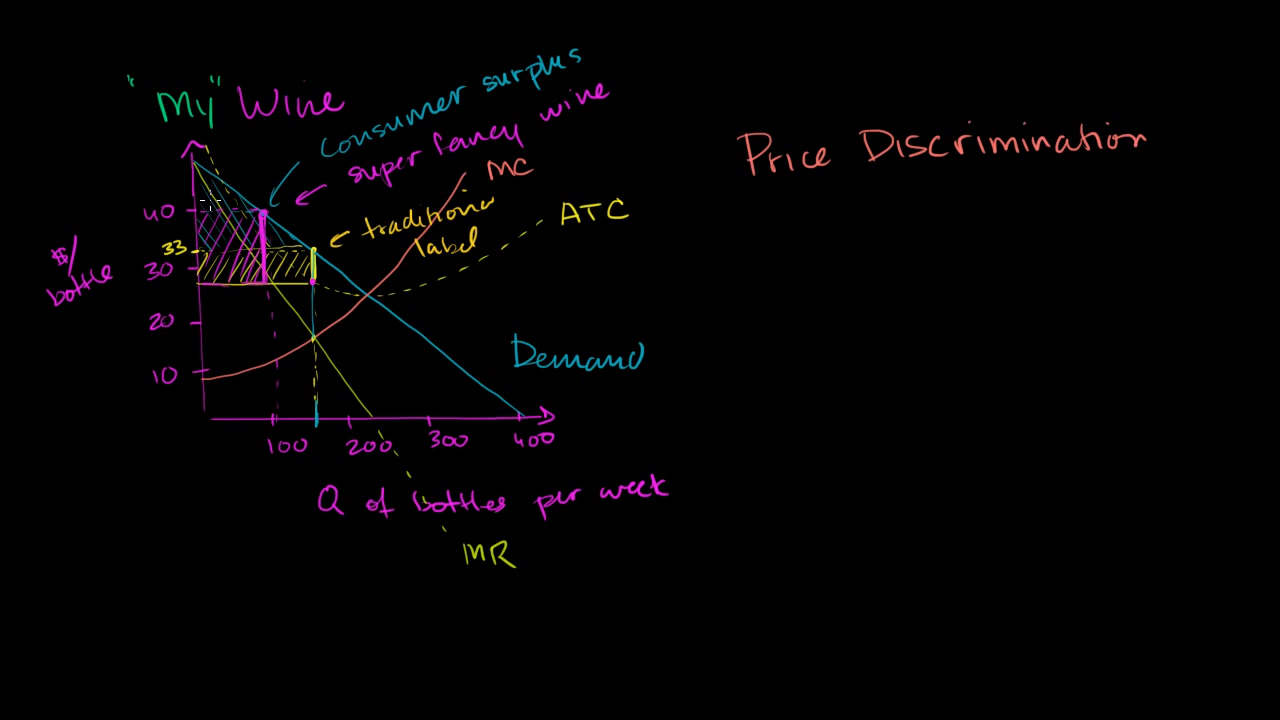 "My" Wine
consumer surplus
super fancy wine
Price Discrimination
MC
traditional
label
ATC
$/
bottle
40
33
30
20
10
Demand
100 200 300 400
Q of bottles per week
MR